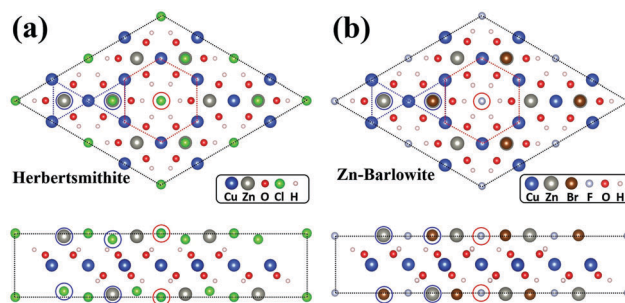 (a)
Herbertsmithite
Cu Zn O Cl H
(b)
Zn-Barlowite
Cu Zn Br F O H